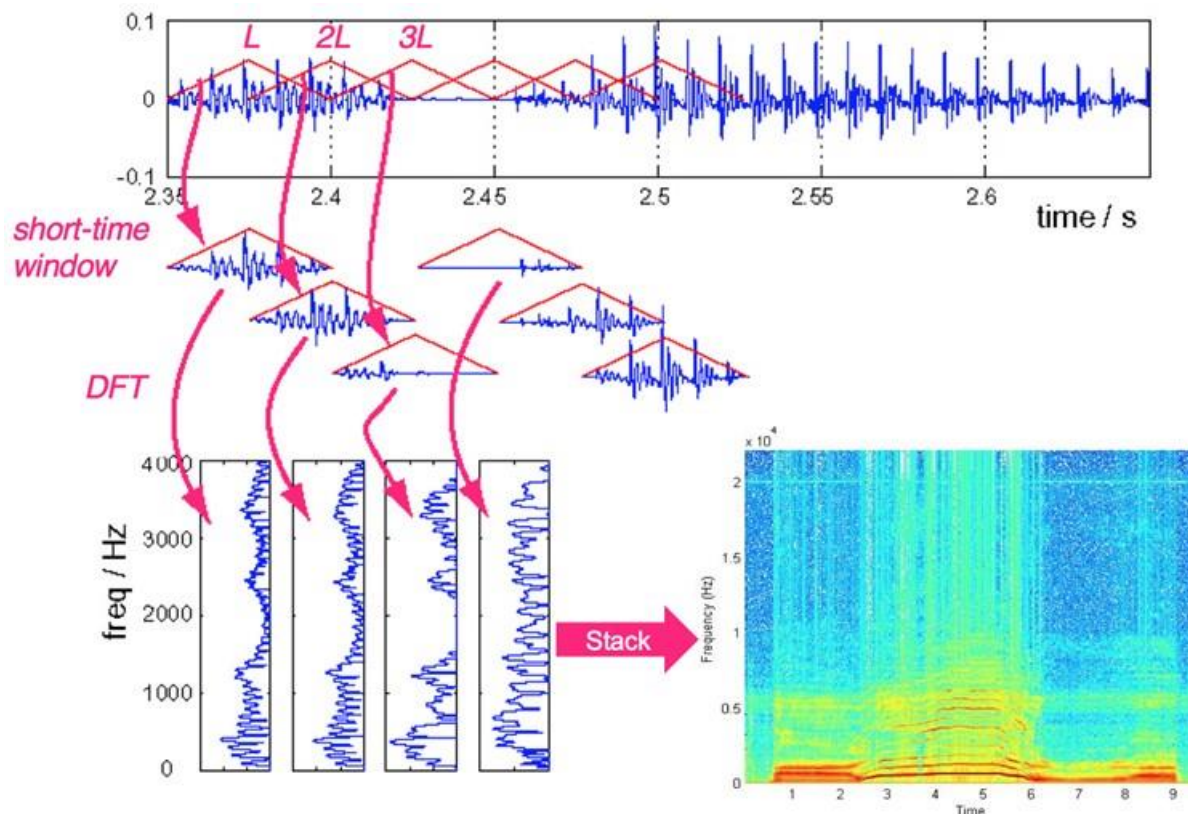 0.1
0
-0.1
L 2L 3L
2.35 2.4 2.45 2.5 2.55 2.6
time / s
short-time
window
DFT
freq / Hz
4000
3000
2000
1000
0
Stack
x 10⁴
Frequency (Hz)
2
1.5
1
0.5
0
1 2 3 4 5 6 7 8 9
Time